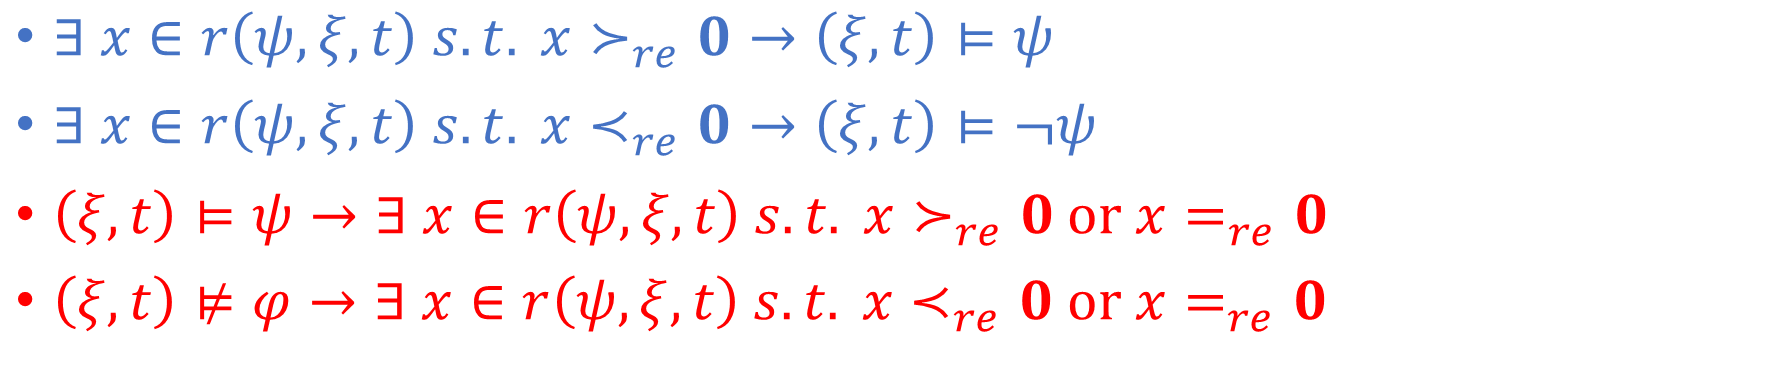 • ∃ x ∈ r(ψ, ξ, t) s.t. x ≻re 𝟎 → (ξ, t) ⊨ ψ
• ∃ x ∈ r(ψ, ξ, t) s.t. x ≺re 𝟎 → (ξ, t) ⊨ ¬ψ
• (ξ, t) ⊨ ψ → ∃ x ∈ r(ψ, ξ, t) s.t. x ≻re 𝟎 or x =re 𝟎
• (ξ, t) ⊭ φ → ∃ x ∈ r(ψ, ξ, t) s.t. x ≺re 𝟎 or x =re 𝟎